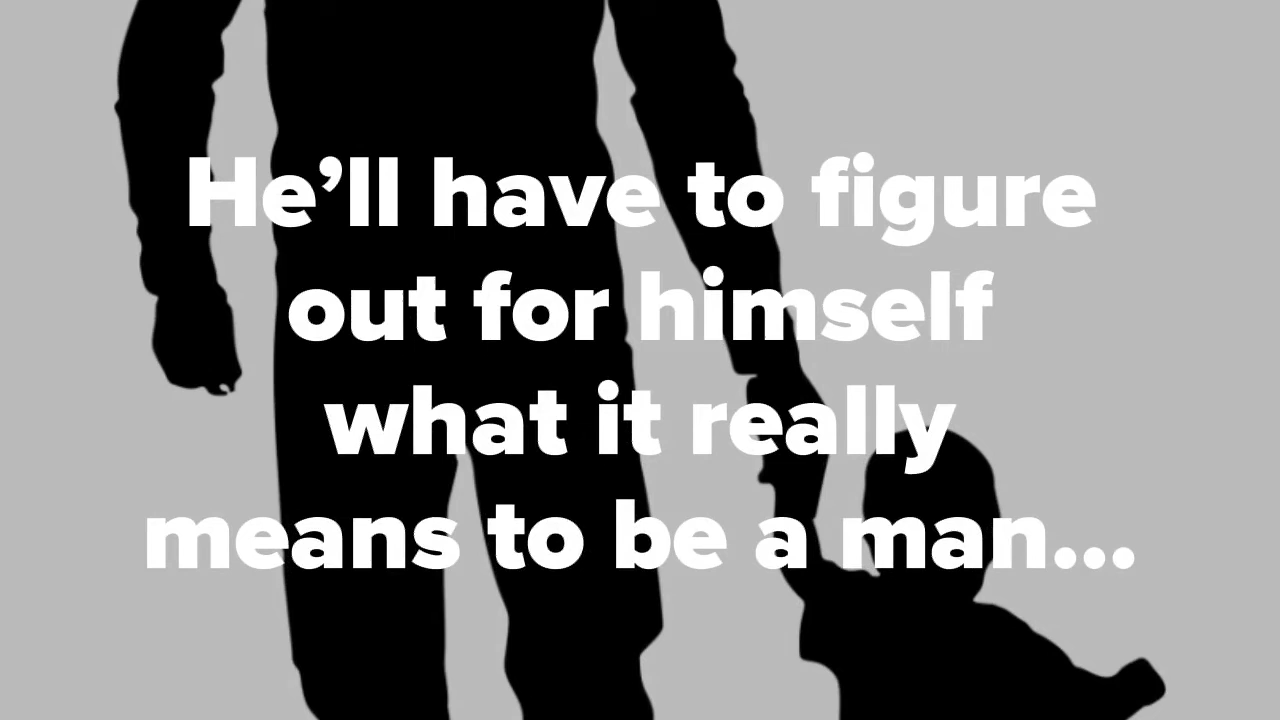 He’ll have to figure
out for himself
what it really
means to be a man...